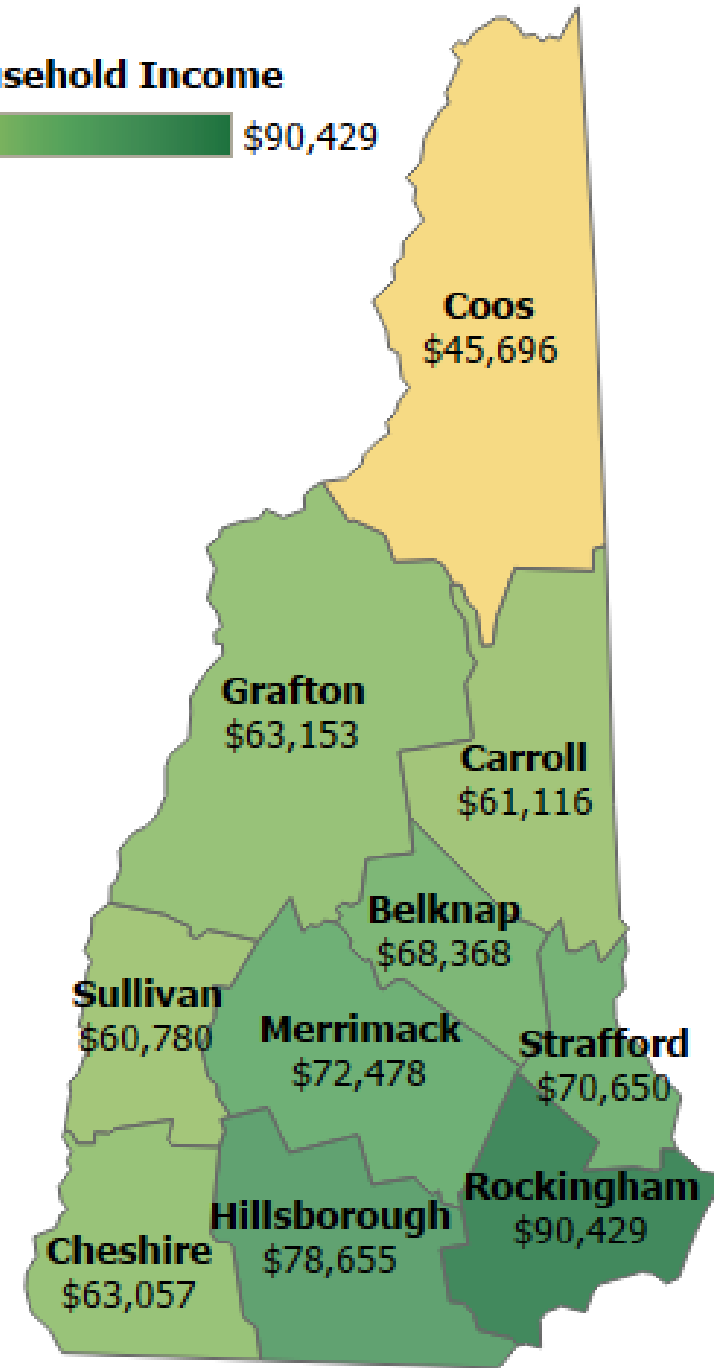 sehold Income
$90,429
Coos
$45,696
Grafton
$63,153
Carroll
$61,116
Belknap
$68,368
Sullivan
$60,780
Merrimack
$72,478
Strafford
$70,650
Rockingham
$90,429
Hillsborough
$78,655
Cheshire
$63,057